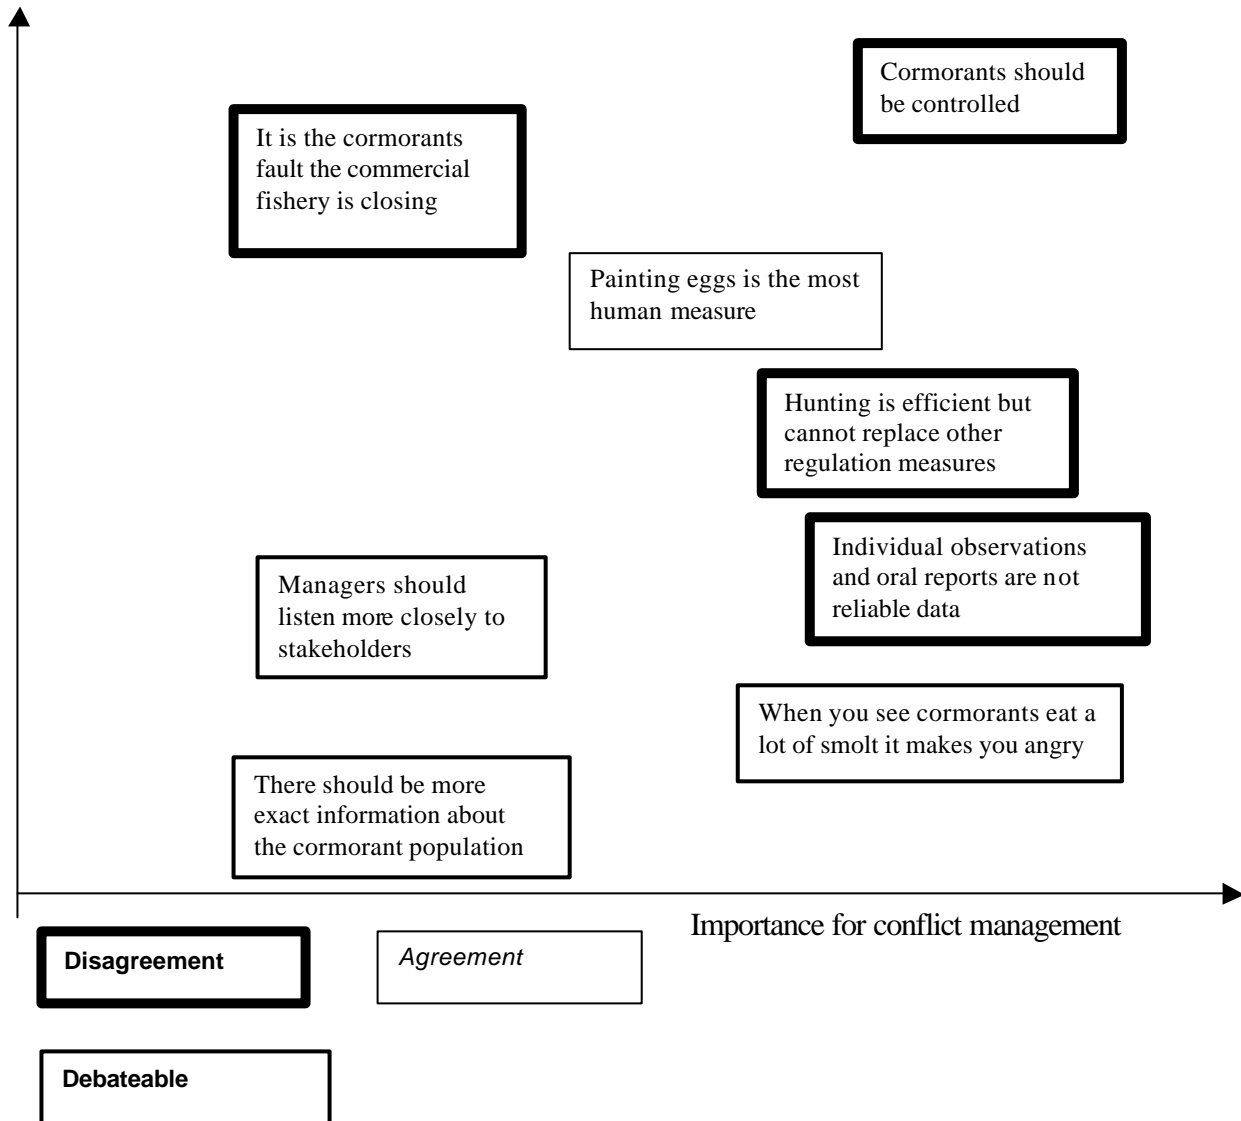 Cormorants should
be controlled
It is the cormorants
fault the commercial
fishery is closing
Painting eggs is the most
human measure
Hunting is efficient but
cannot replace other
regulation measures
Individual observations
and oral reports are not
reliable data
Managers should
listen more closely to
stakeholders
When you see cormorants eat a
lot of smolt it makes you angry
There should be more
exact information about
the cormorant population
Importance for conflict management
Disagreement
Agreement
Debateable